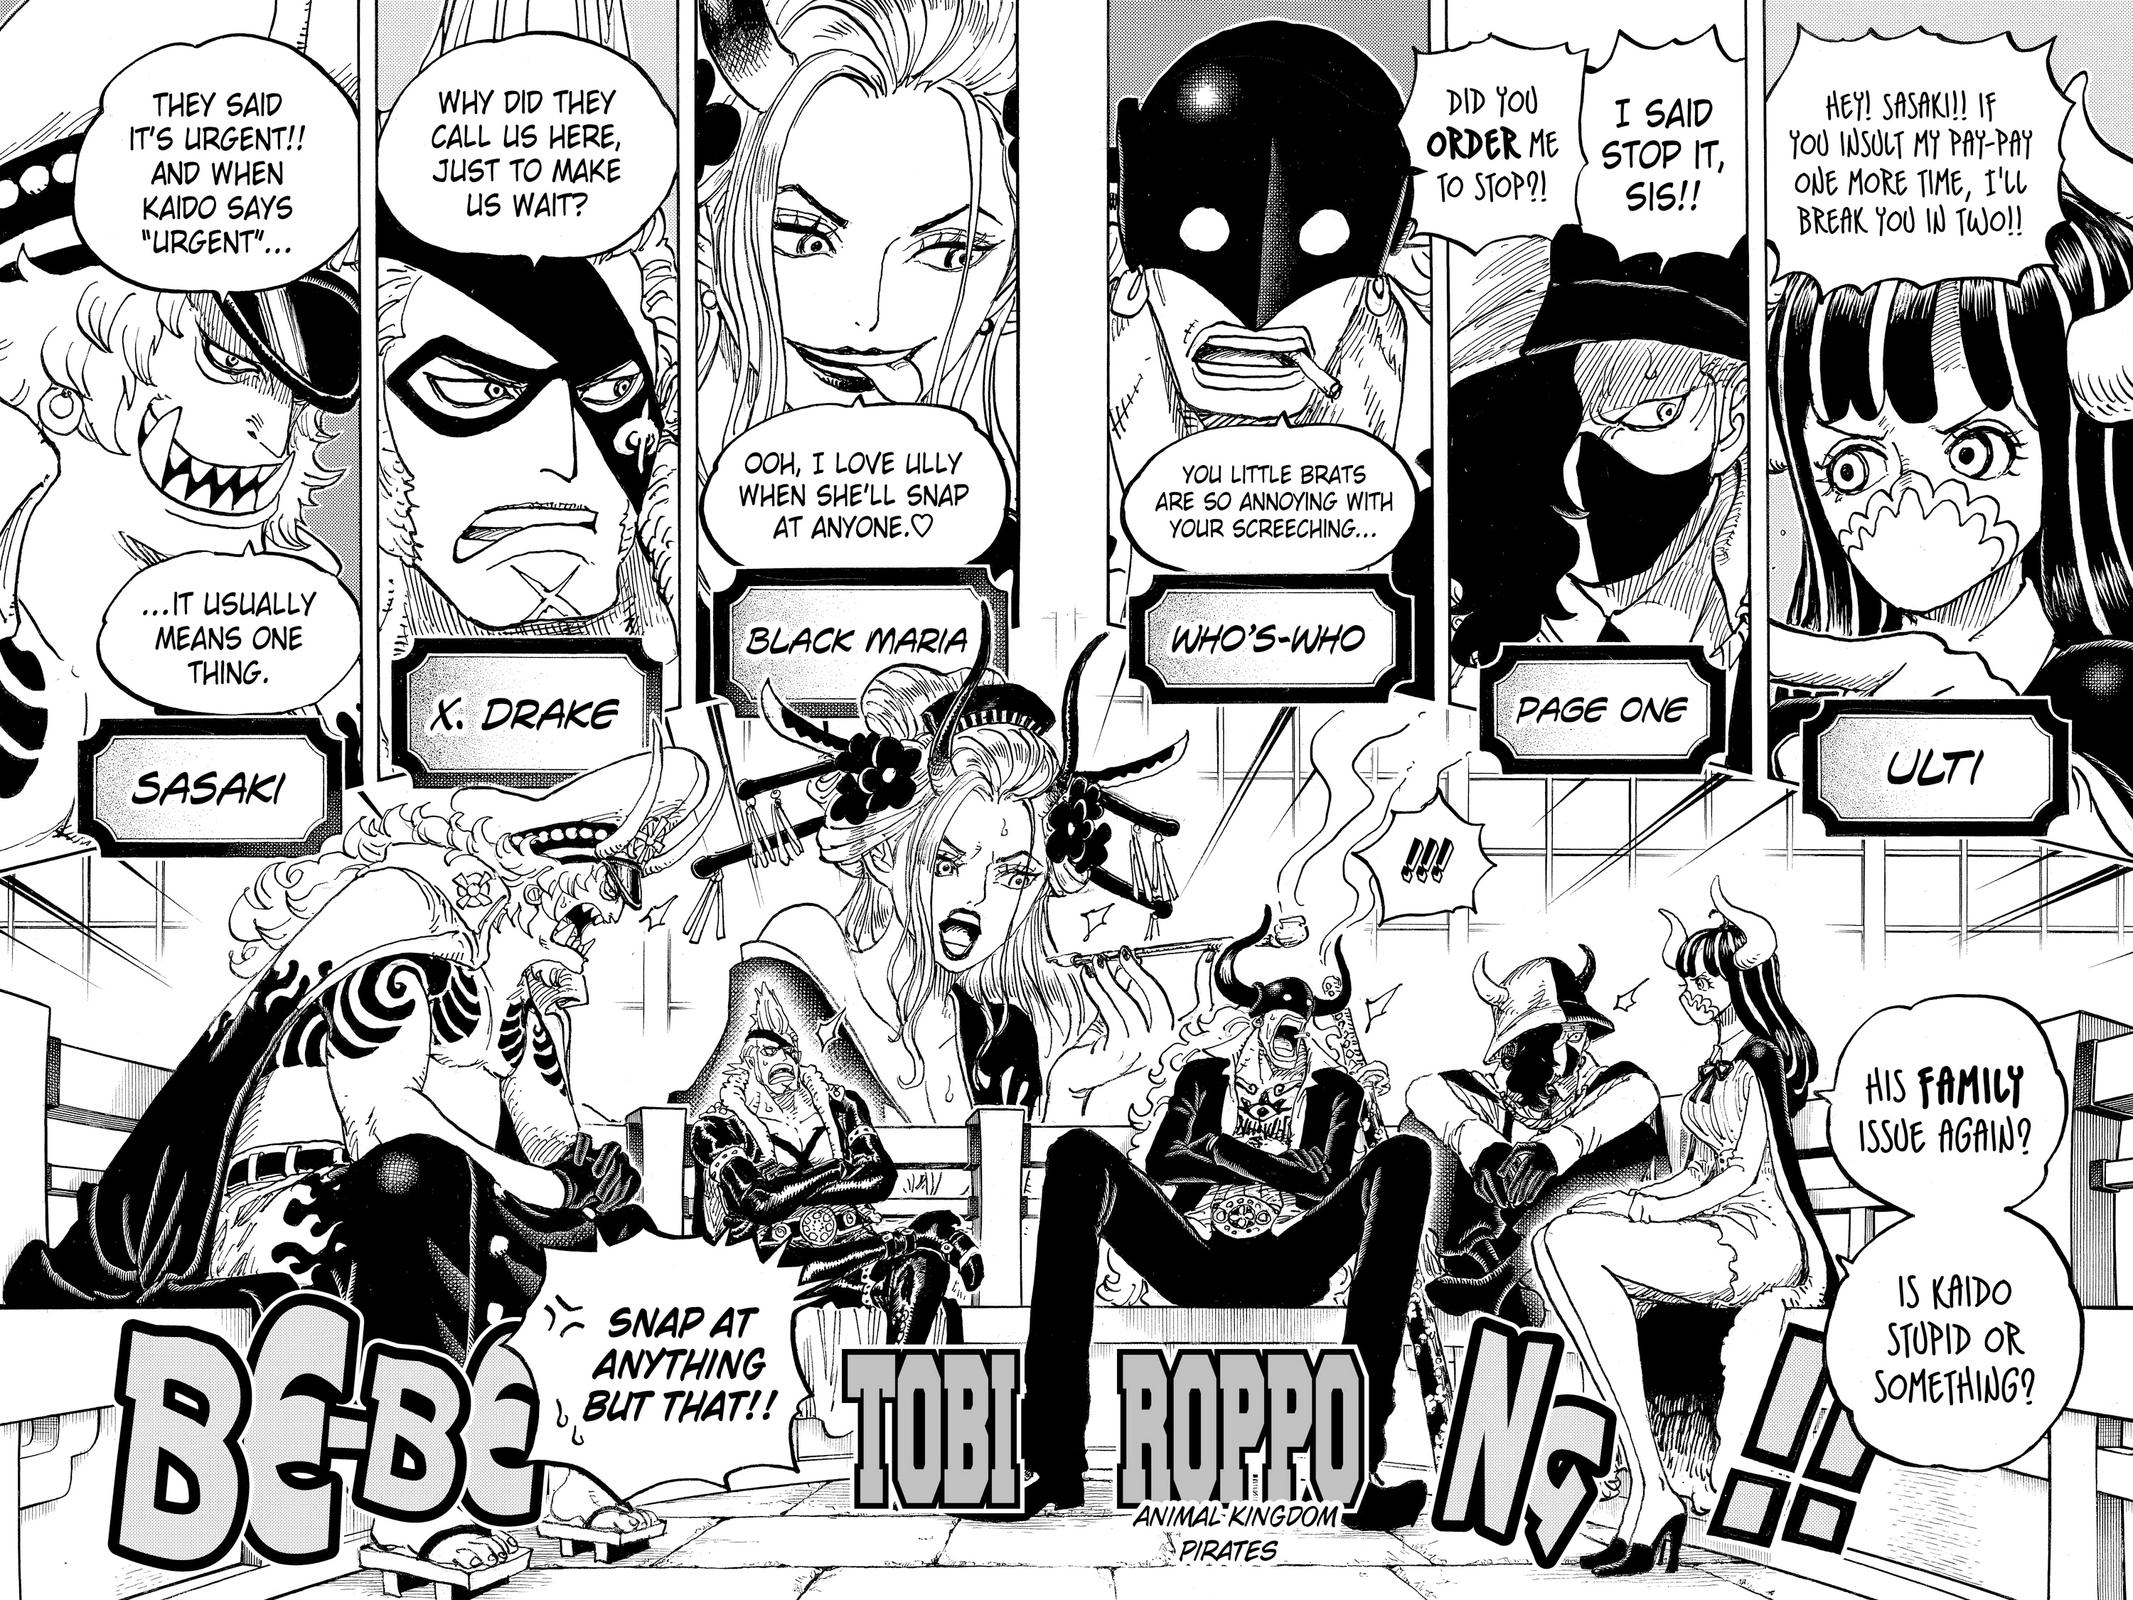 HEY! SASAKI!! IF
YOU INSULT MY PAY-PAY
ONE MORE TIME, I'LL
BREAK YOU IN TWO!!
I SAID
STOP IT,
SIS!!
DID YOU
ORDER ME
TO STOP?!
YOU LITTLE BRATS
ARE SO ANNOYING WITH
YOUR SCREECHING...
OOH, I LOVE ULLY
WHEN SHE'LL SNAP
AT ANYONE.♡
WHY DID THEY
CALL US HERE,
JUST TO MAKE
US WAIT?
THEY SAID
IT'S URGENT!!
AND WHEN
KAIDO SAYS
"URGENT"...
...IT USUALLY
MEANS ONE
THING.
ULTI
PAGE ONE
WHO'S-WHO
BLACK MARIA
X. DRAKE
SASAKI
!!!
HIS FAMILY
ISSUE AGAIN?
IS KAIDO
STUPID OR
SOMETHING?
SNAP AT
ANYTHING
BUT THAT!!
BE-BE
NG
!!
TOBI ROPPO
ANIMAL KINGDOM
PIRATES